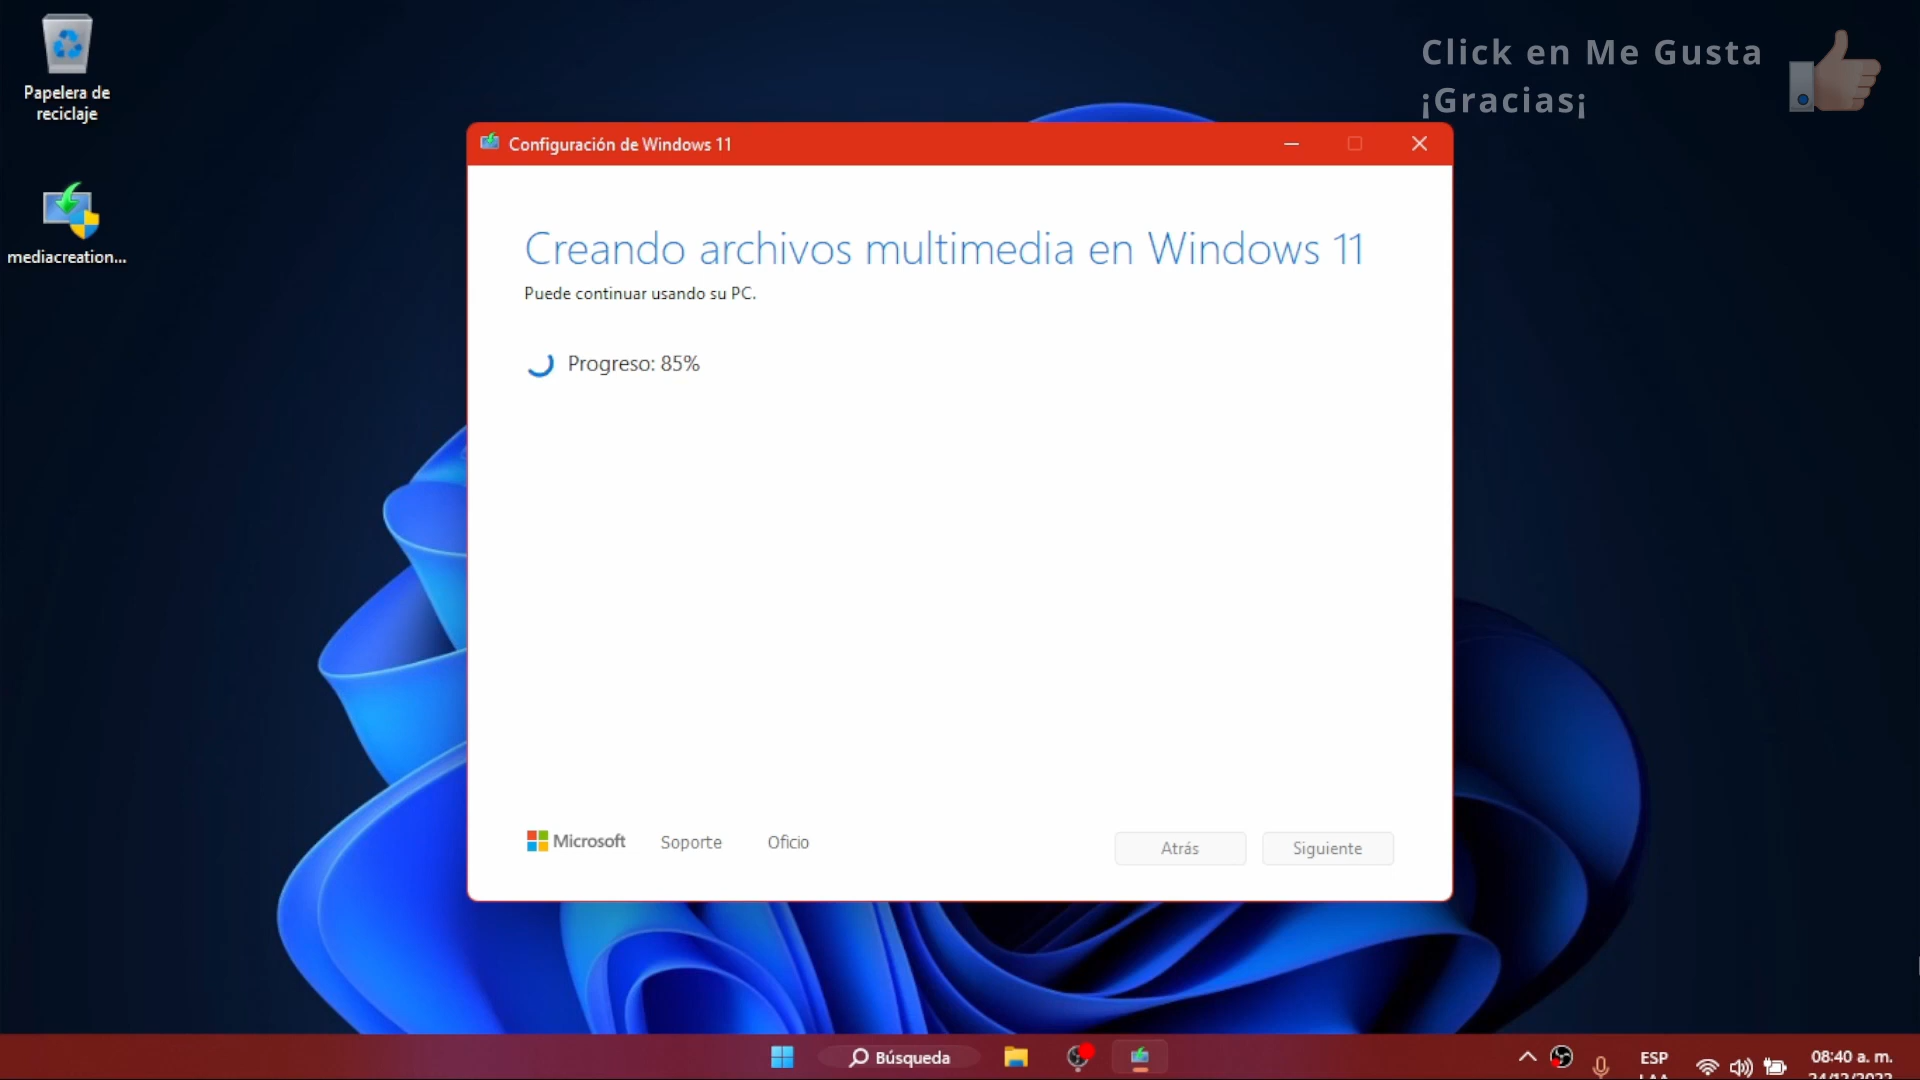 Papelera de
reciclaje
mediacreation...
Click en Me Gusta
¡Gracias¡
Configuración de Windows 11
Creando archivos multimedia en Windows 11
Puede continuar usando su PC.
Progreso: 85%
Microsoft
Soporte
Oficio
Atrás
Siguiente
Búsqueda
ESP
08:40 a. m.